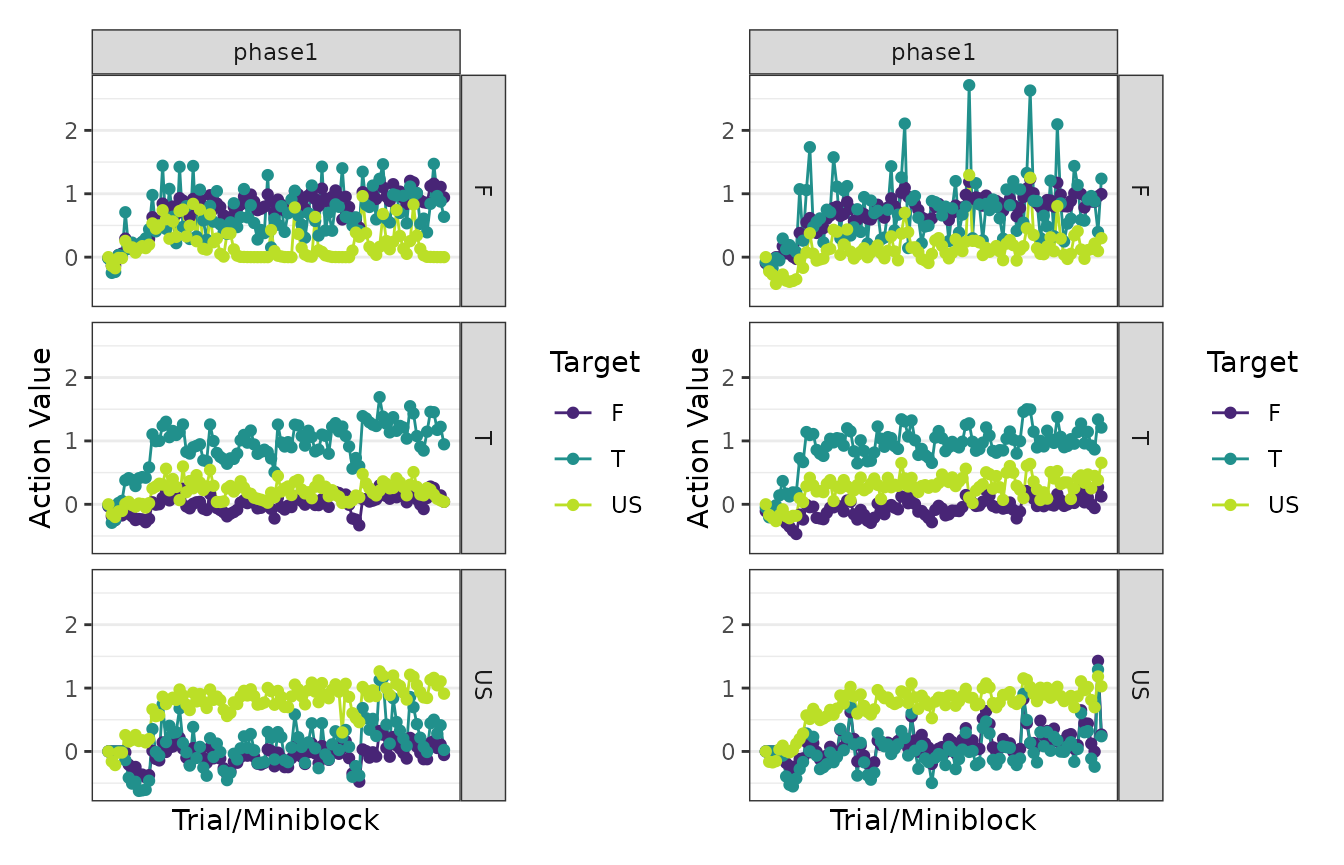 phase1
phase1
2
1
0
F
2
1
0
F
Action Value
2
1
0
T
Target
F
T
US
Action Value
2
1
0
T
Target
F
T
US
2
1
0
US
2
1
0
US
Trial/Miniblock
Trial/Miniblock